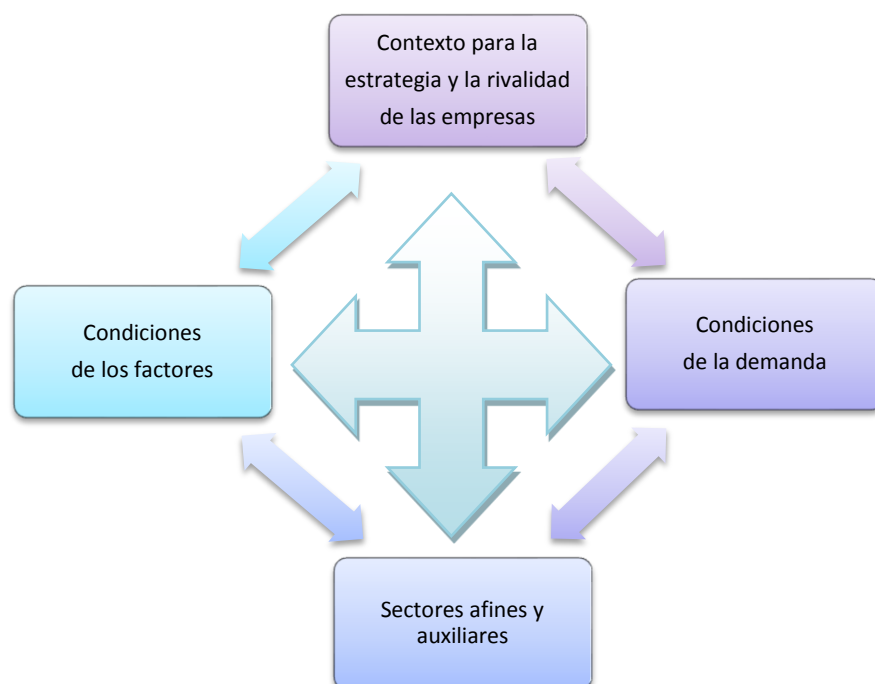 Contexto para la
estrategia y la rivalidad
de las empresas
Condiciones
de los factores
Condiciones
de la demanda
Sectores afines y
auxiliares